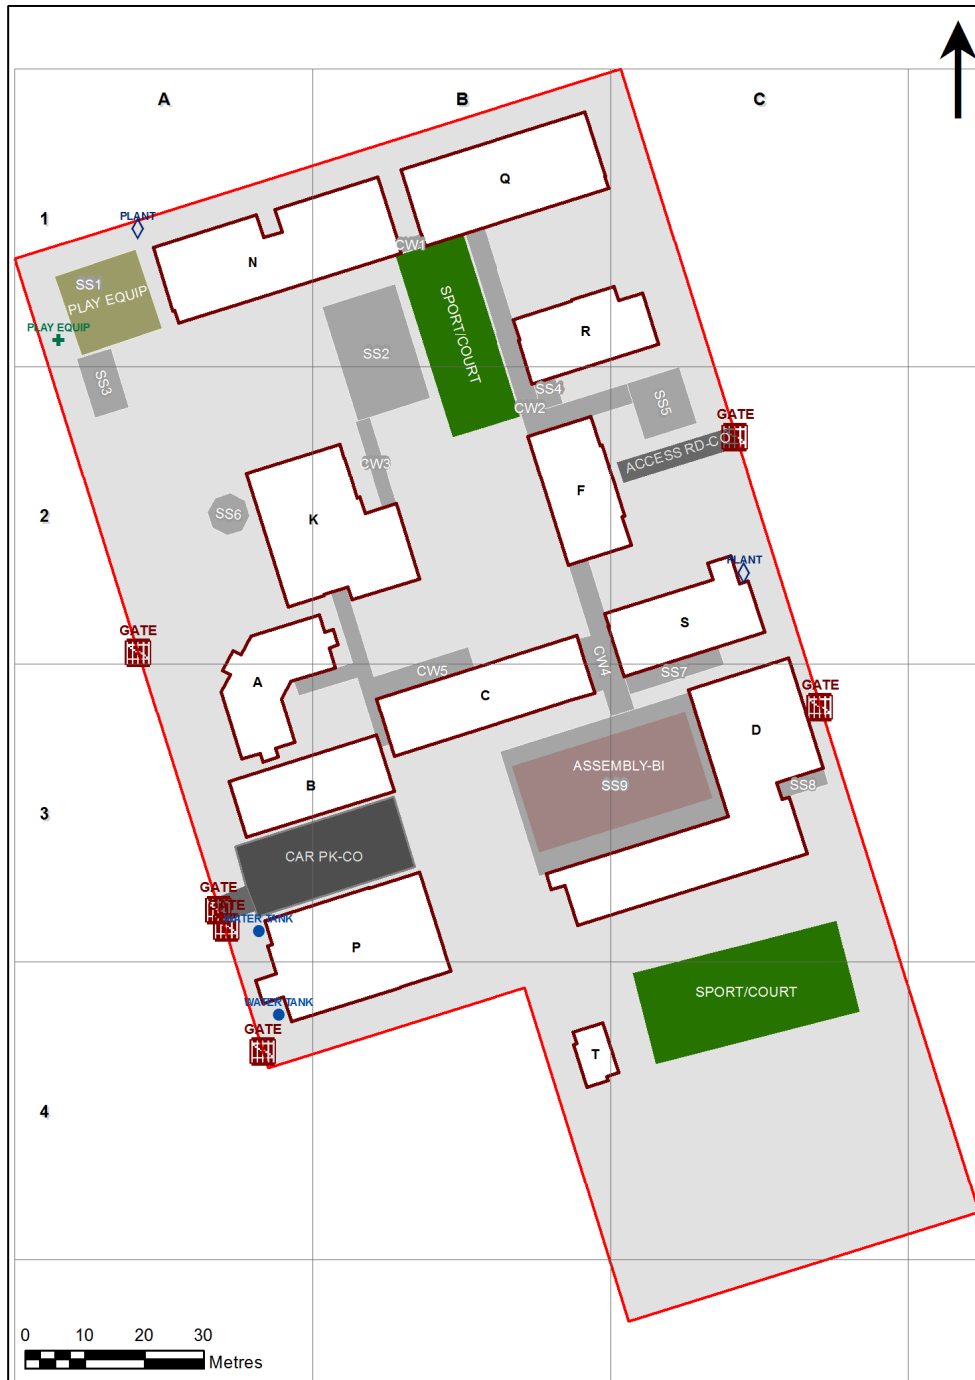 A
B
C
1
Q
PLANT
CW1
N
SS1
PLAY EQUIP
SPORT/COURT
PLAY EQUIP
R
SS2
SS3
SS4
SS5
CW2
GATE
ACCESS RD-CO
CW3
F
2
K
SS6
PLANT
S
GATE
CW4
CW5
SS7
A
C
GATE
D
ASSEMBLY-BI
B
SS9
SS8
3
CAR PK-CO
GATE
GATE
WATER TANK
P
SPORT/COURT
WATER TANK
GATE
T
4
0 10 20 30
Metres